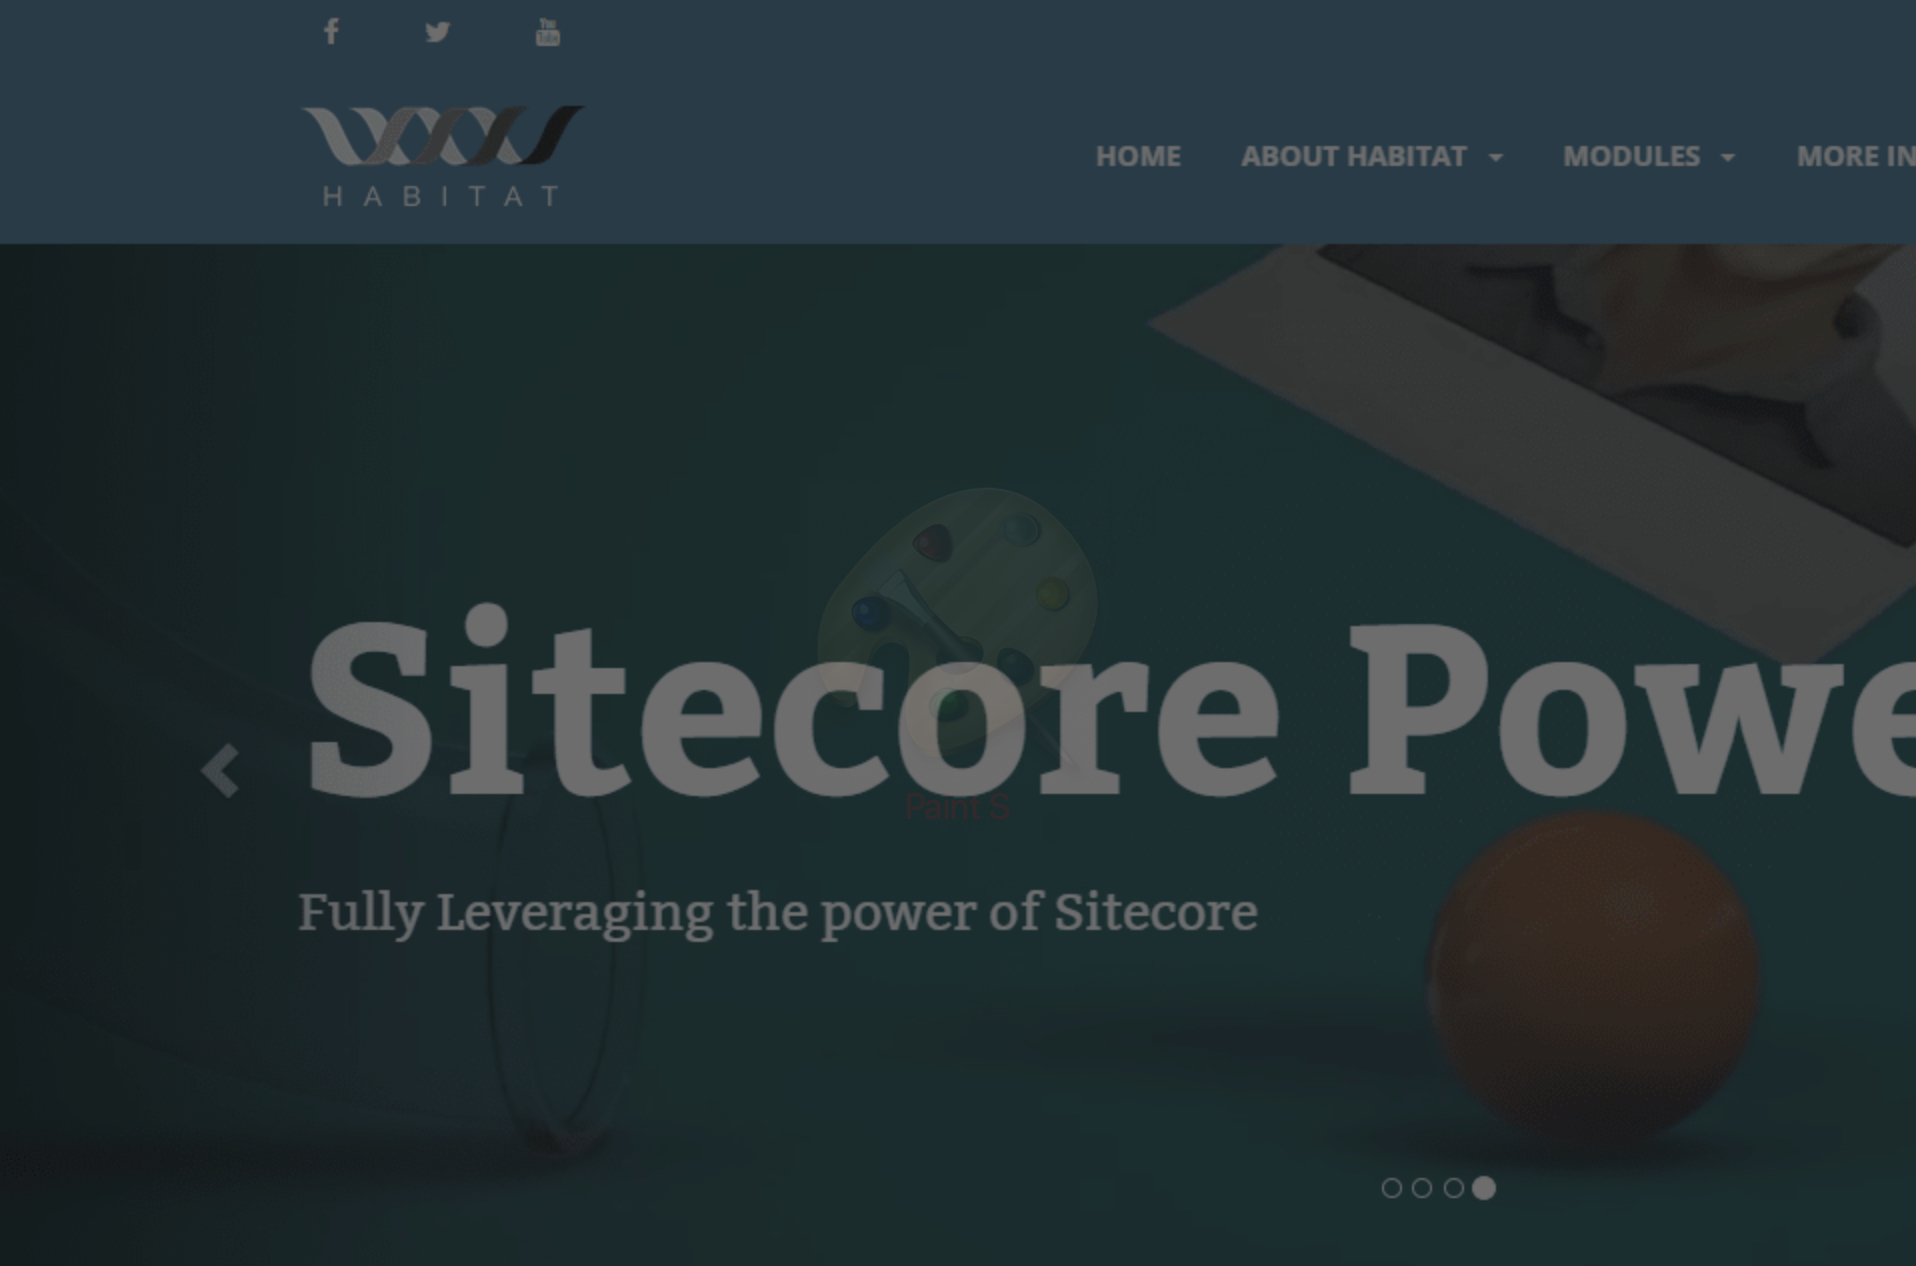 HABITAT
HOME ABOUT HABITAT MODULES MORE IN
Sitecore Powe
Paint S
Fully Leveraging the power of Sitecore